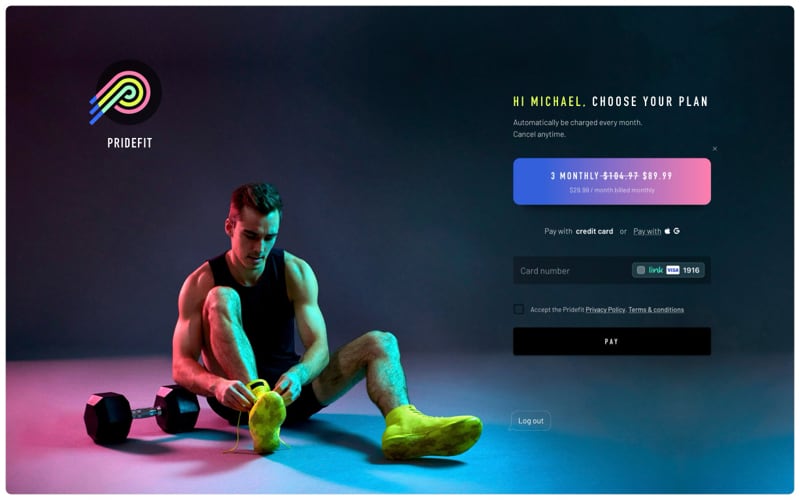 PRIDEFIT
HI MICHAEL, CHOOSE YOUR PLAN
Automatically be charged every month.
Cancel anytime.
3 MONTHLY $104.97 $89.99
$29.99 / month billed monthly
Pay with credit card or Pay with G
Card number link VISA 1916
Accept the Pridefit Privacy Policy. Terms & conditions
PAY
Log out